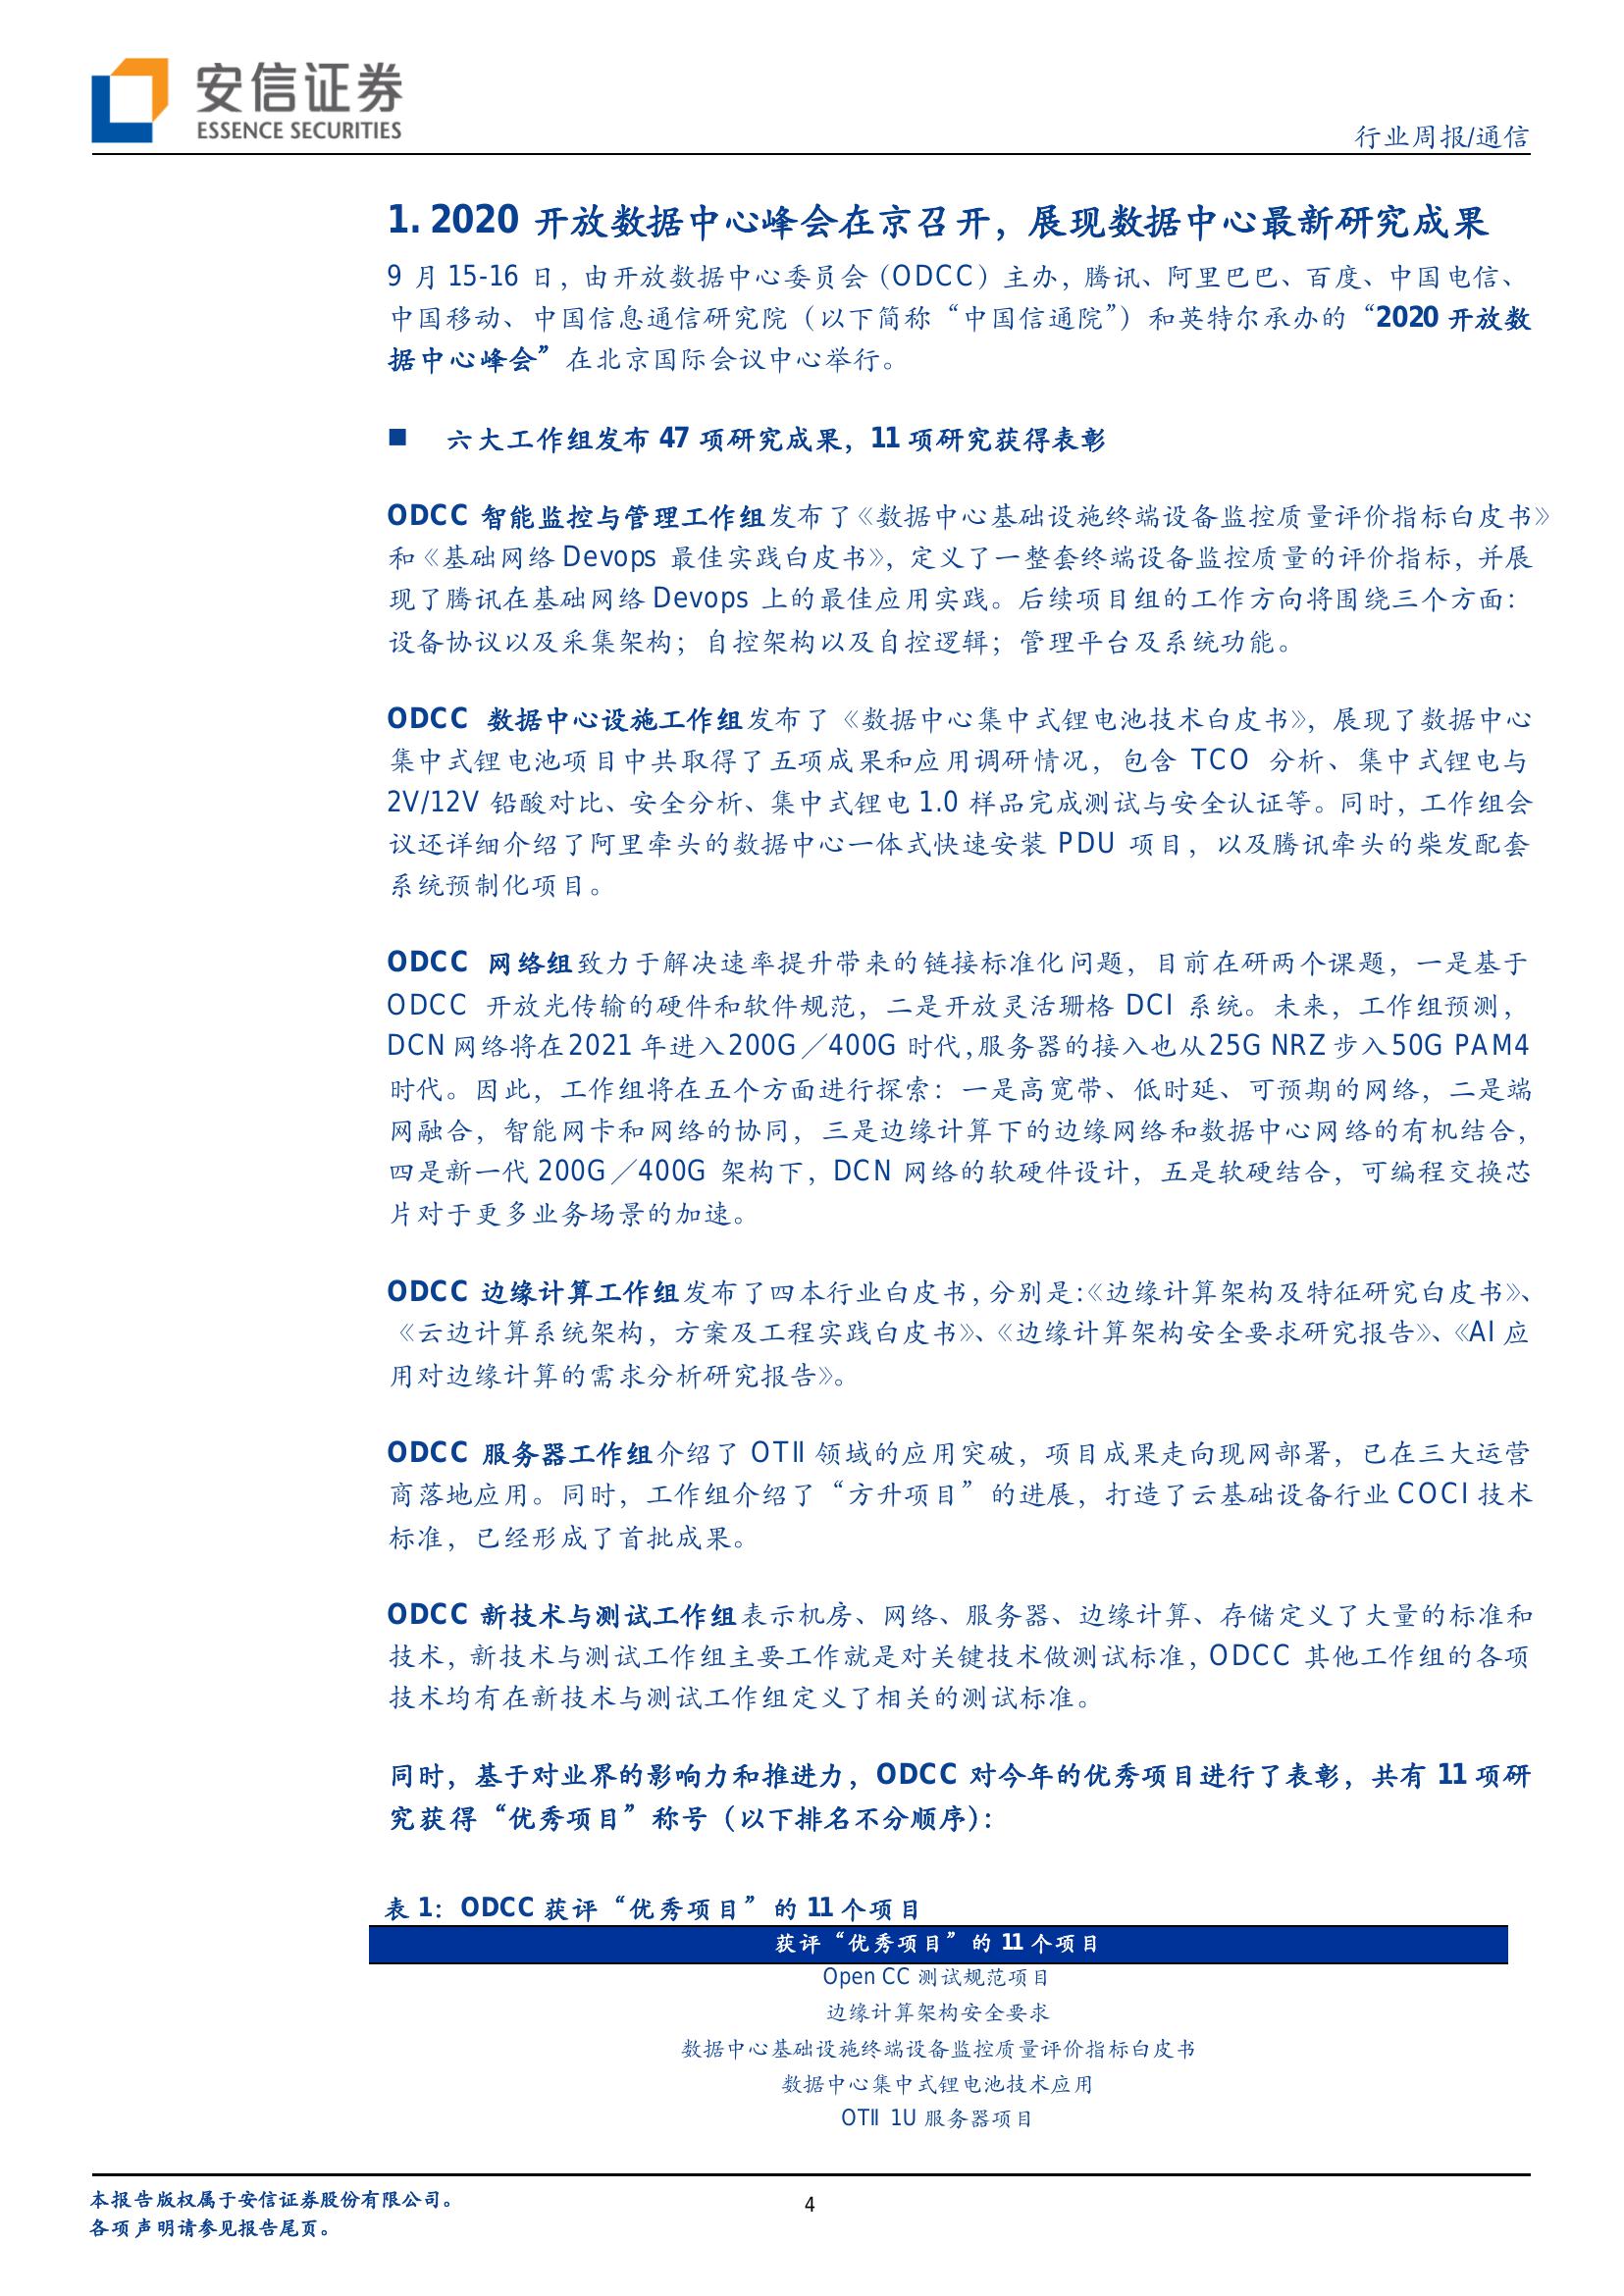 安信证券
ESSENCE SECURITIES
行业周报/通信
1. 2020 开放数据中心峰会在京召开，展现数据中心最新研究成果
9 月 15-16 日，由开放数据中心委员会（ODCC）主办，腾讯、阿里巴巴、百度、中国电信、
中国移动、中国信息通信研究院（以下简称“中国信通院”）和英特尔承办的“2020 开放数
据中心峰会”在北京国际会议中心举行。
■ 六大工作组发布 47 项研究成果，11 项研究获得表彰
ODCC 智能监控与管理工作组发布了《数据中心基础设施终端设备监控质量评价指标白皮书》
和《基础网络 Devops 最佳实践白皮书》，定义了一整套终端设备监控质量的评价指标，并展
现了腾讯在基础网络 Devops 上的最佳应用实践。后续项目组的工作方向将围绕三个方面：
设备协议以及采集架构；自控架构以及自控逻辑；管理平台及系统功能。
ODCC 数据中心设施工作组发布了《数据中心集中式锂电池技术白皮书》，展现了数据中心
集中式锂电池项目中共取得了五项成果和应用调研情况，包含 TCO 分析、集中式锂电与
2V/12V 铅酸对比、安全分析、集中式锂电 1.0 样品完成测试与安全认证等。同时，工作组会
议还详细介绍了阿里牵头的数据中心一体式快速安装 PDU 项目，以及腾讯牵头的柴发配套
系统预制化项目。
ODCC 网络组致力于解决速率提升带来的链接标准化问题，目前在研两个课题，一是基于
ODCC 开放光传输的硬件和软件规范，二是开放灵活珊格 DCI 系统。未来，工作组预测，
DCN 网络将在 2021 年进入 200G／400G 时代，服务器的接入也从 25G NRZ 步入 50G PAM4
时代。因此，工作组将在五个方面进行探索：一是高宽带、低时延、可预期的网络，二是端
网融合，智能网卡和网络的协同，三是边缘计算下的边缘网络和数据中心网络的有机结合，
四是新一代 200G／400G 架构下，DCN 网络的软硬件设计，五是软硬结合，可编程交换芯
片对于更多业务场景的加速。
ODCC 边缘计算工作组发布了四本行业白皮书，分别是：《边缘计算架构及特征研究白皮书》、
《云边计算系统架构，方案及工程实践白皮书》、《边缘计算架构安全要求研究报告》、《AI 应
用对边缘计算的需求分析研究报告》。
ODCC 服务器工作组介绍了 OTII 领域的应用突破，项目成果走向现网部署，已在三大运营
商落地应用。同时，工作组介绍了“方升项目”的进展，打造了云基础设备行业 COCI 技术
标准，已经形成了首批成果。
ODCC 新技术与测试工作组表示机房、网络、服务器、边缘计算、存储定义了大量的标准和
技术，新技术与测试工作组主要工作就是对关键技术做测试标准，ODCC 其他工作组的各项
技术均有在新技术与测试工作组定义了相关的测试标准。
同时，基于对业界的影响力和推进力，ODCC 对今年的优秀项目进行了表彰，共有 11 项研
究获得“优秀项目”称号（以下排名不分顺序）：
表 1：ODCC 获评“优秀项目”的 11 个项目
获评“优秀项目”的 11 个项目
Open CC 测试规范项目
边缘计算架构安全要求
数据中心基础设施终端设备监控质量评价指标白皮书
数据中心集中式锂电池技术应用
OTII 1U 服务器项目
本报告版权属于安信证券股份有限公司。
各项声明请参见报告尾页。
4